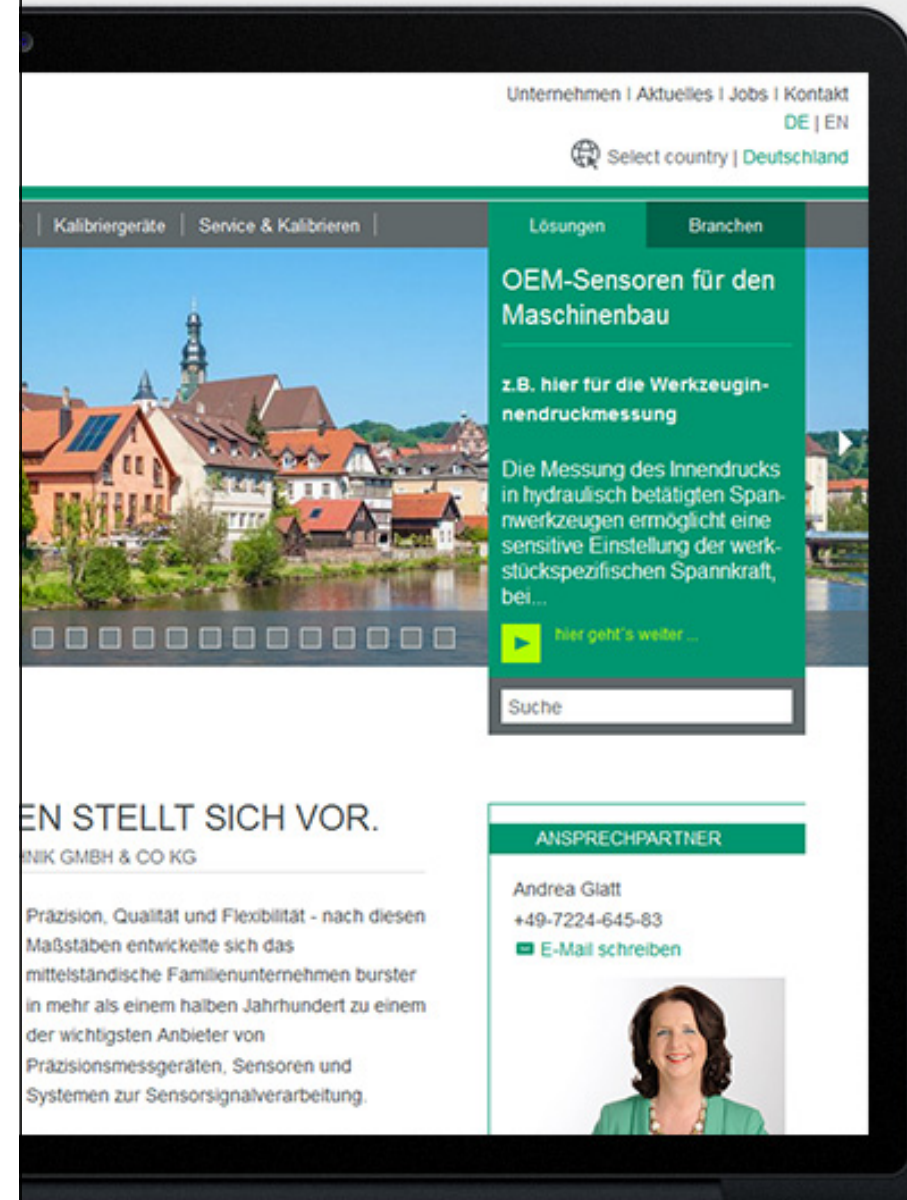 Unternehmen I Aktuelles I Jobs I Kontakt
DE | EN
Select country | Deutschland
Kalibriergeräte | Service & Kalibrieren |
Lösungen
Branchen
OEM-Sensoren für den
Maschinenbau
z.B. hier für die Werkzeugin-
nendruckmessung
Die Messung des Innendrucks
in hydraulisch betätigten Span-
nwerkzeugen ermöglicht eine
sensitive Einstellung der werk-
stückspezifischen Spannkraft,
bei...
hier geht's weiter ...
Suche
EN STELLT SICH VOR.
HNIK GMBH & CO KG
Präzision, Qualität und Flexibilität - nach diesen
Maßstäben entwickelte sich das
mittelständische Familienunternehmen burster
in mehr als einem halben Jahrhundert zu einem
der wichtigsten Anbieter von
Präzisionsmessgeräten, Sensoren und
Systemen zur Sensorsignalverarbeitung.
ANSPRECHPARTNER
Andrea Glatt
+49-7224-645-83
E-Mail schreiben